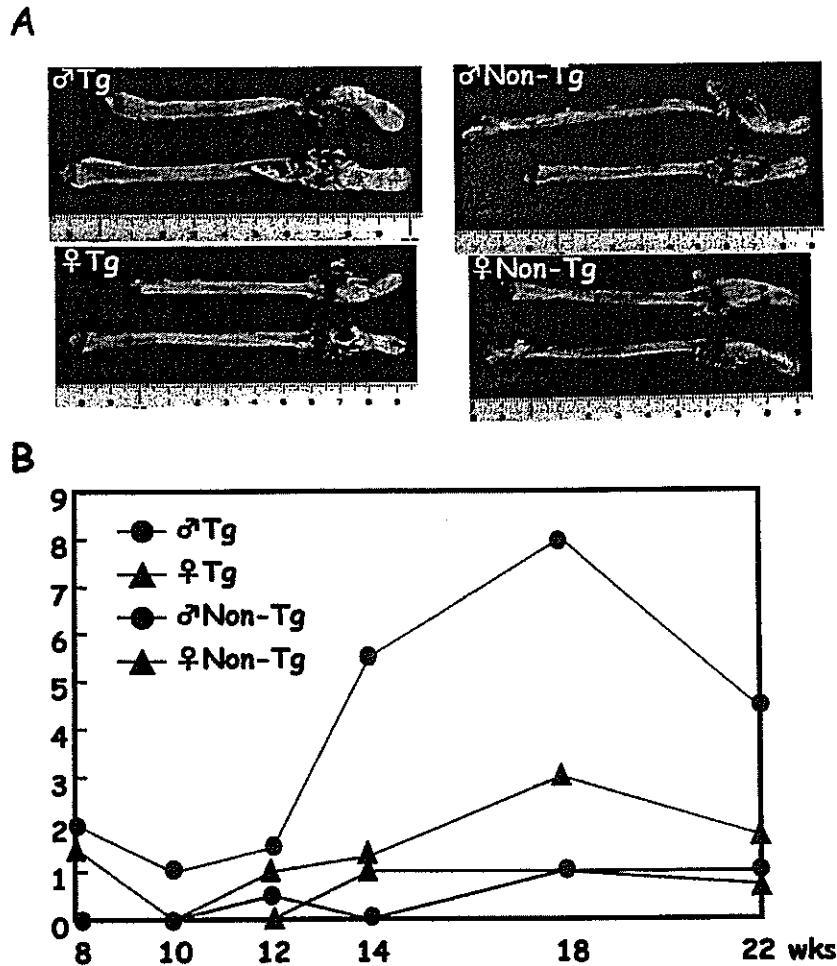 A
♂Tg
♂Non-Tg
♀Tg
♀Non-Tg
B
9
8
7
6
5
4
3
2
1
0
♂Tg
♀Tg
♂Non-Tg
♀Non-Tg
8 10 12 14 18 22 wks